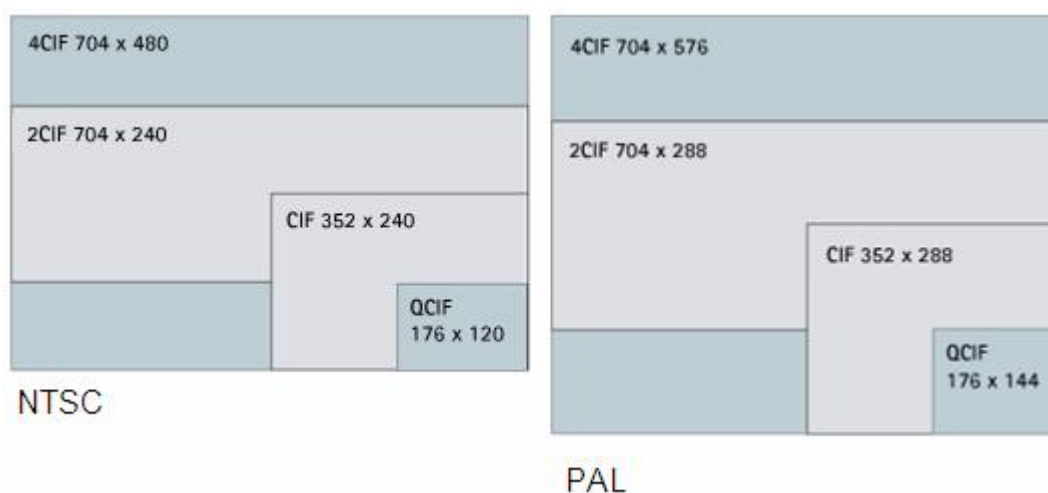 4CIF 704 x 480
2CIF 704 x 240
CIF 352 x 240
QCIF
176 x 120
NTSC
4CIF 704 x 576
2CIF 704 x 288
CIF 352 x 288
QCIF
176 x 144
PAL